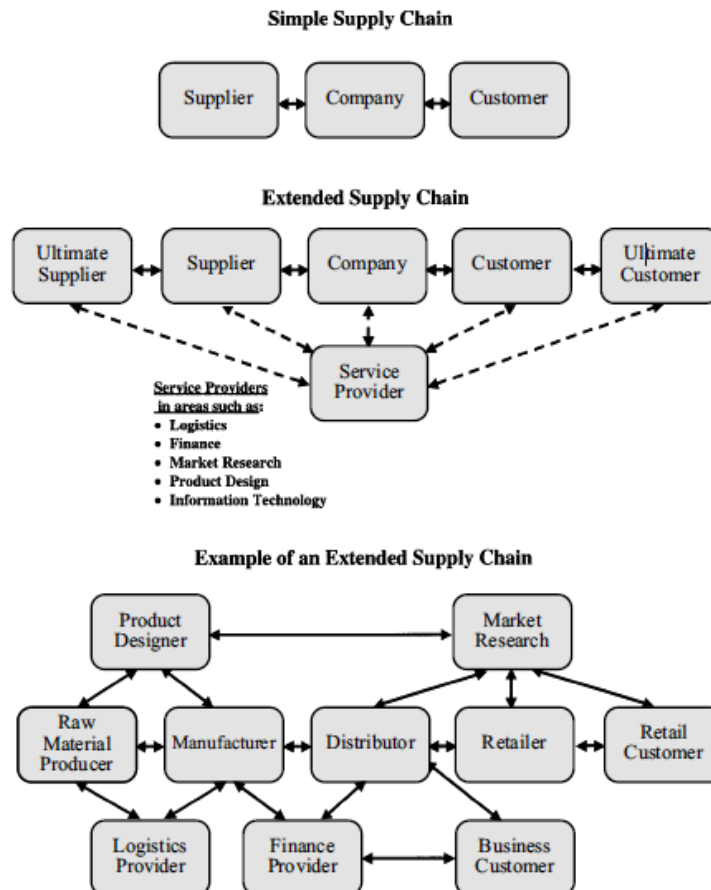 Simple Supply Chain
Supplier
Company
Customer
Extended Supply Chain
Ultimate
Supplier
Supplier
Company
Customer
Ultimate
Customer
Service
Provider
Service Providers
in areas such as:
• Logistics
• Finance
• Market Research
• Product Design
• Information Technology
Example of an Extended Supply Chain
Product
Designer
Market
Research
Raw
Material
Producer
Manufacturer
Distributor
Retailer
Retail
Customer
Logistics
Provider
Finance
Provider
Business
Customer